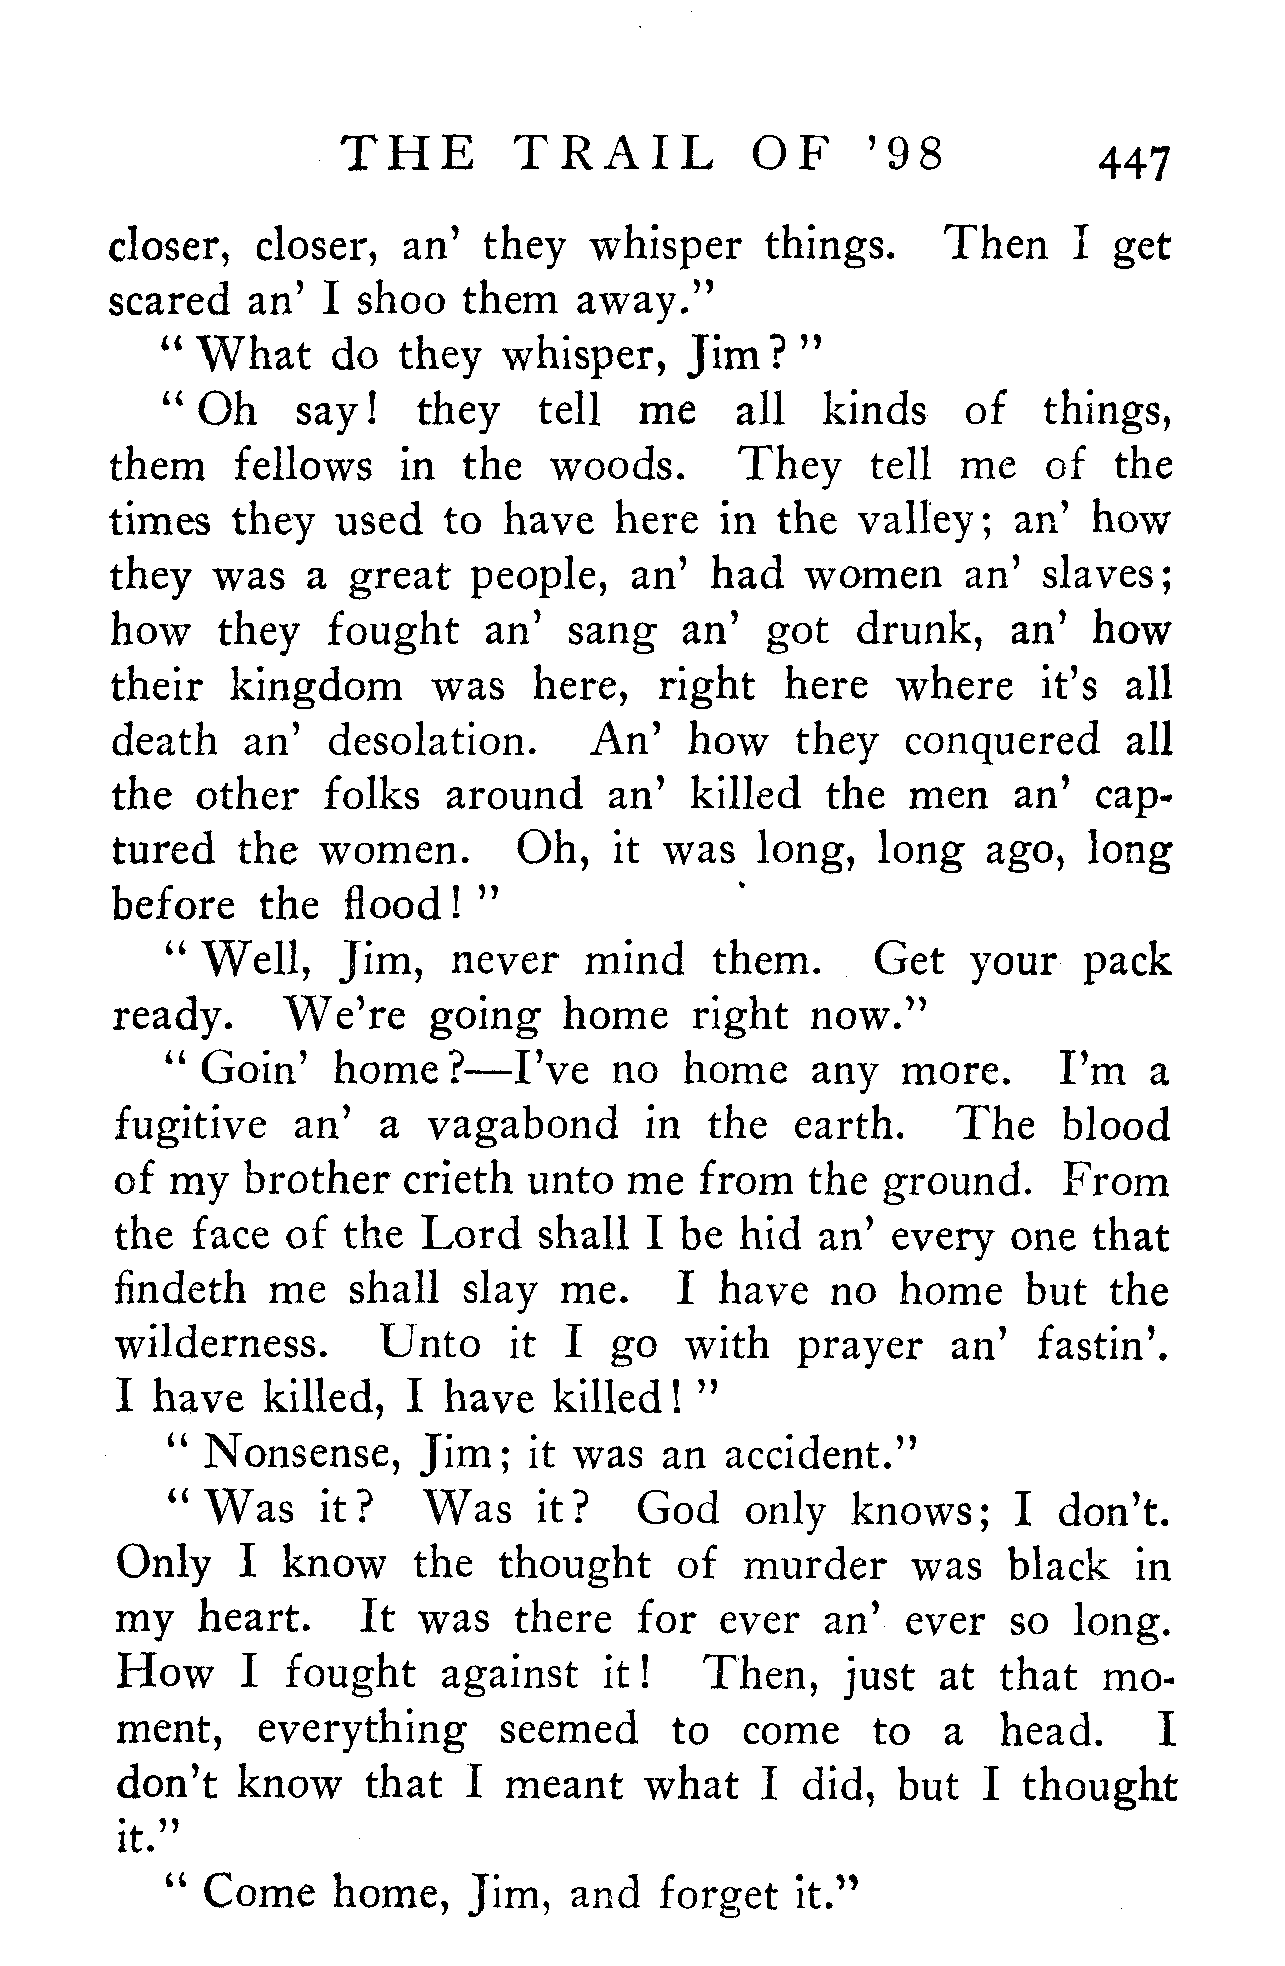 THE TRAIL OF '98 447
closer, closer, an' they whisper things. Then I get
scared an' I shoo them away."
" What do they whisper, Jim? "
" Oh say! they tell me all kinds of things,
them fellows in the woods. They tell me of the
times they used to have here in the valley; an' how
they was a great people, an' had women an' slaves;
how they fought an' sang an' got drunk, an' how
their kingdom was here, right here where it's all
death an' desolation. An' how they conquered all
the other folks around an' killed the men an' cap-
tured the women. Oh, it was long, long ago, long
before the flood! "
" Well, Jim, never mind them. Get your pack
ready. We're going home right now."
" Goin' home?—I've no home any more. I'm a
fugitive an' a vagabond in the earth. The blood
of my brother crieth unto me from the ground. From
the face of the Lord shall I be hid an' every one that
findeth me shall slay me. I have no home but the
wilderness. Unto it I go with prayer an' fastin'.
I have killed, I have killed! "
" Nonsense, Jim; it was an accident."
" Was it? Was it? God only knows; I don't.
Only I know the thought of murder was black in
my heart. It was there for ever an' ever so long.
How I fought against it! Then, just at that mo-
ment, everything seemed to come to a head. I
don't know that I meant what I did, but I thought
it."
" Come home, Jim, and forget it."